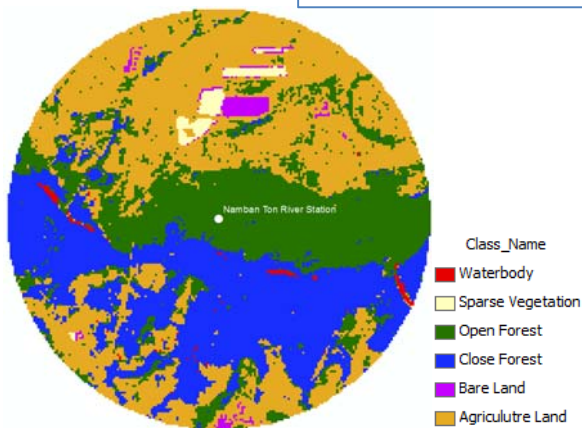 Namban Ton River Station
Class_Name
Waterbody
Sparse Vegetation
Open Forest
Close Forest
Bare Land
Agriculutre Land